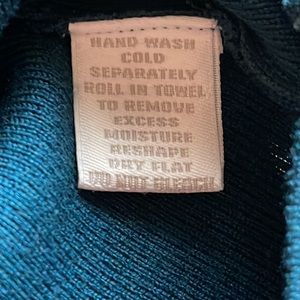 HAND WASH
COLD
SEPARATELY
ROLL IN TOWEL
TO REMOVE
EXCESS
MOISTURE
RESHAPE
DRY FLAT
DO NOT BLEACH